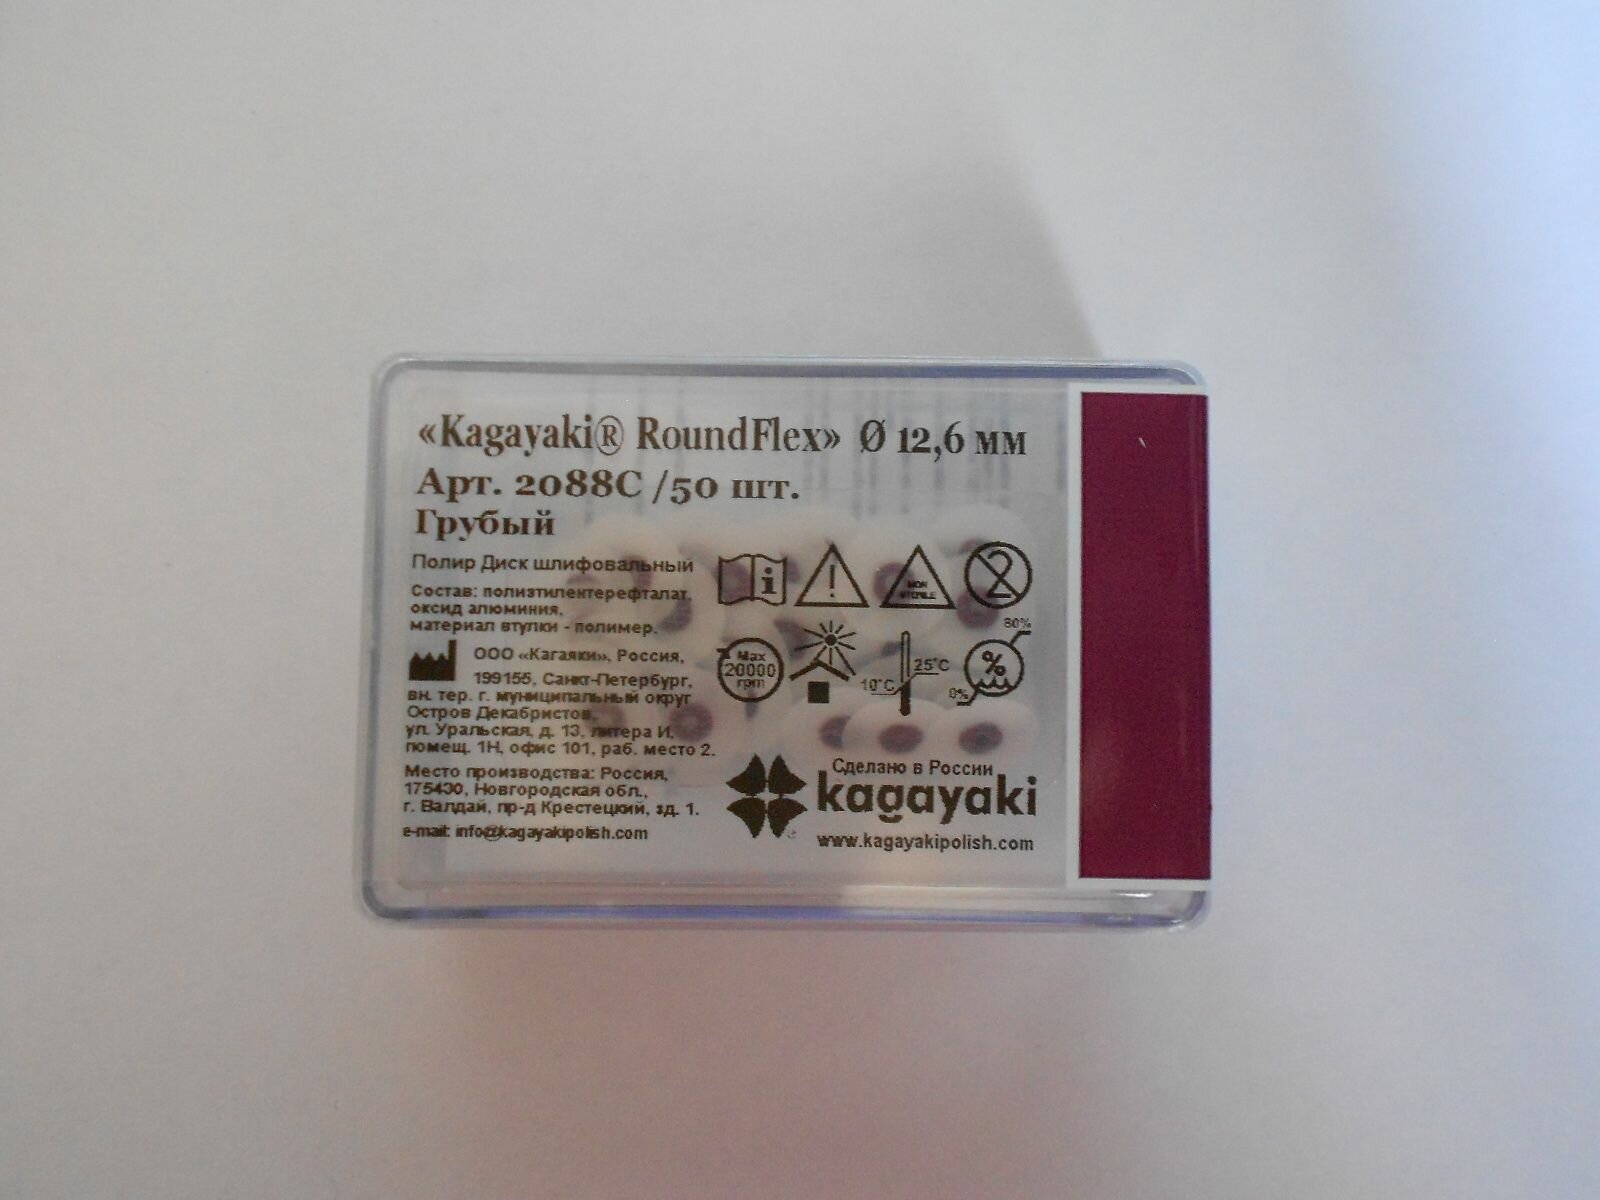 «Kagayaki® RoundFlex» Ø 12,6 мм
Арт. 2088С /50 шт.
Грубый
Полир Диск шлифовальный
Состав: полиэтилентерефталат,
оксид алюминия,
материал втулки - полимер.
ООО «Кагаяки», Россия,
199155, Санкт-Петербург,
вн. тер. г. муниципальный округ
Остров Декабристов,
ул. Уральская, д. 13, литера И,
помещ. 1Н, офис 101, раб. место 2.
Место производства: Россия,
175400, Новгородская обл.,
г. Валдай, пр-д Крестецкий, зд. 1.
e-mail: info@kagayakipolish.com
i
!
NON STERILE
2
Max
20000
rpm
25°C
10°C
80%
%
0%
Сделано в России
kagayaki
www.kagayakipolish.com